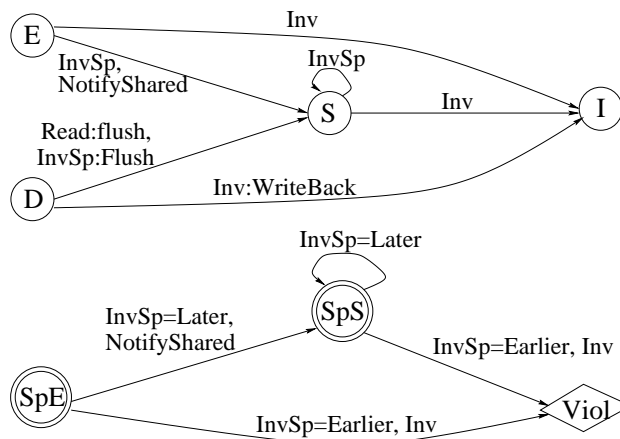 E
Inv
InvSp,
NotifyShared
InvSp
S
Inv
I
Read:flush,
InvSp:Flush
D
Inv:WriteBack
InvSp=Later
SpS
InvSp=Later,
NotifyShared
InvSp=Earlier, Inv
SpE
Viol
InvSp=Earlier, Inv